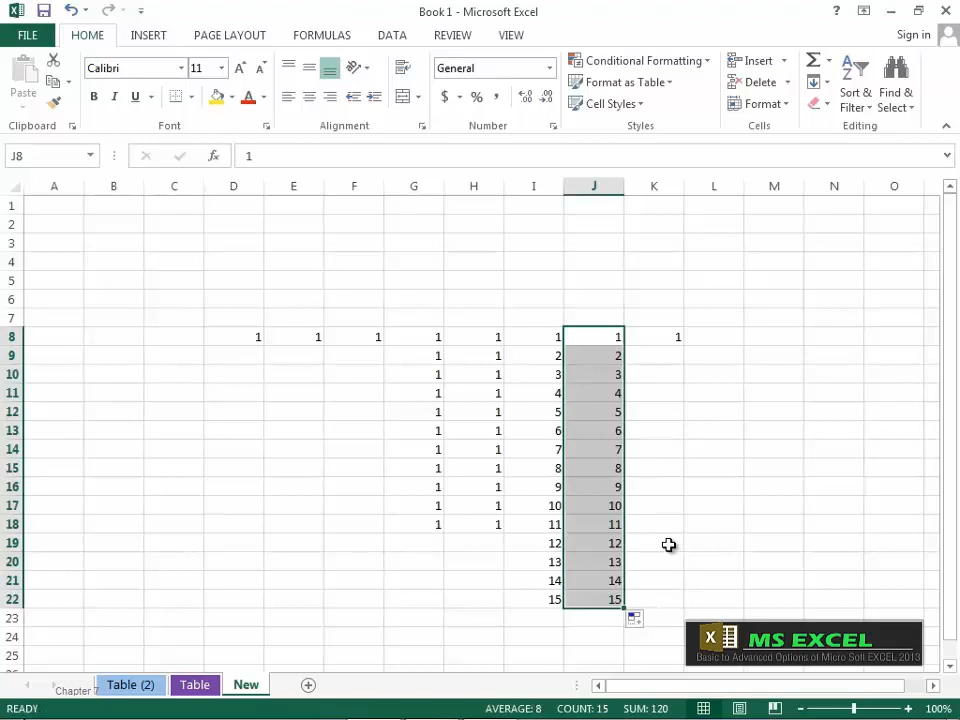 Book 1 - Microsoft Excel
FILE HOME INSERT PAGE LAYOUT FORMULAS DATA REVIEW VIEW Sign in
Paste Calibri 11 General Conditional Formatting Insert
B I U $ % , Format as Table Delete Sort & Find &
Cell Styles Format Filter Select
Clipboard Font Alignment Number Styles Cells Editing
J8 fx 1
A B C D E F G H I J K L M N O
1
2
3
4
5
6
7
8 1 1 1 1 1 1 1 1
9 1 1 2 2
10 1 1 3 3
11 1 1 4 4
12 1 1 5 5
13 1 1 6 6
14 1 1 7 7
15 1 1 8 8
16 1 1 9 9
17 1 1 10 10
18 1 1 11 11
19 12 12
20 13 13
21 14 14
22 15 15
23
24
25
X MS EXCEL
Basic to Advanced Options of Micro Soft EXCEL 2013
Chapter 7 Table (2) Table New
READY AVERAGE: 8 COUNT: 15 SUM: 120 100%